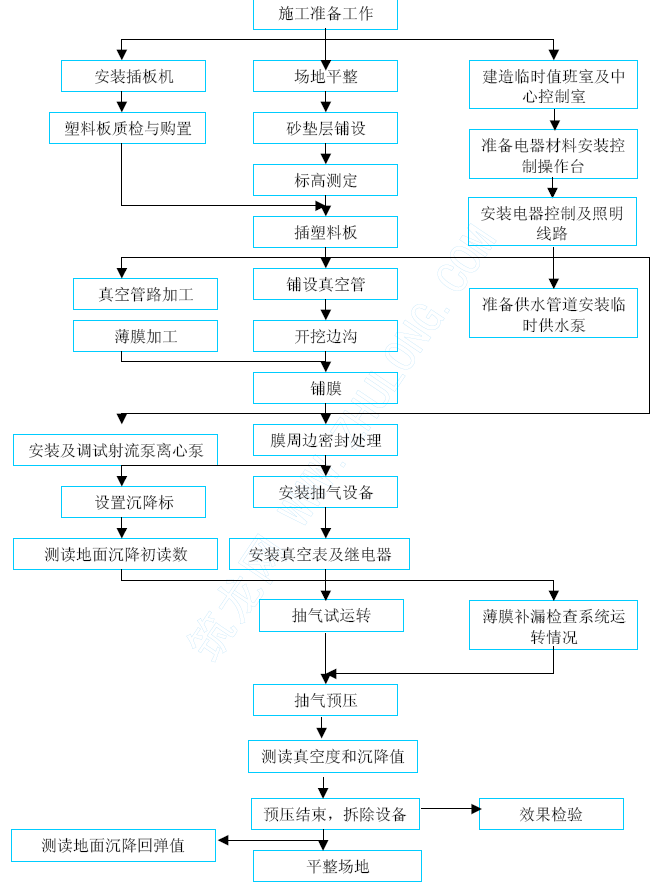 施工准备工作
安装插板机
场地平整
建造临时值班室及中
心控制室
塑料板质检与购置
砂垫层铺设
准备电器材料安装控
制操作台
标高测定
插塑料板
安装电器控制及照明
线路
真空管路加工
铺设真空管
准备供水管道安装临
时供水泵
薄膜加工
开挖边沟
铺膜
安装及调试射流泵离心泵
膜周边密封处理
设置沉降标
安装抽气设备
测读地面沉降初读数
安装真空表及继电器
抽气试运转
薄膜补漏检查系统运
转情况
抽气预压
测读真空度和沉降值
预压结束，拆除设备
效果检验
测读地面沉降回弹值
平整场地
筑龙网 WWW.ZHULONG.COM